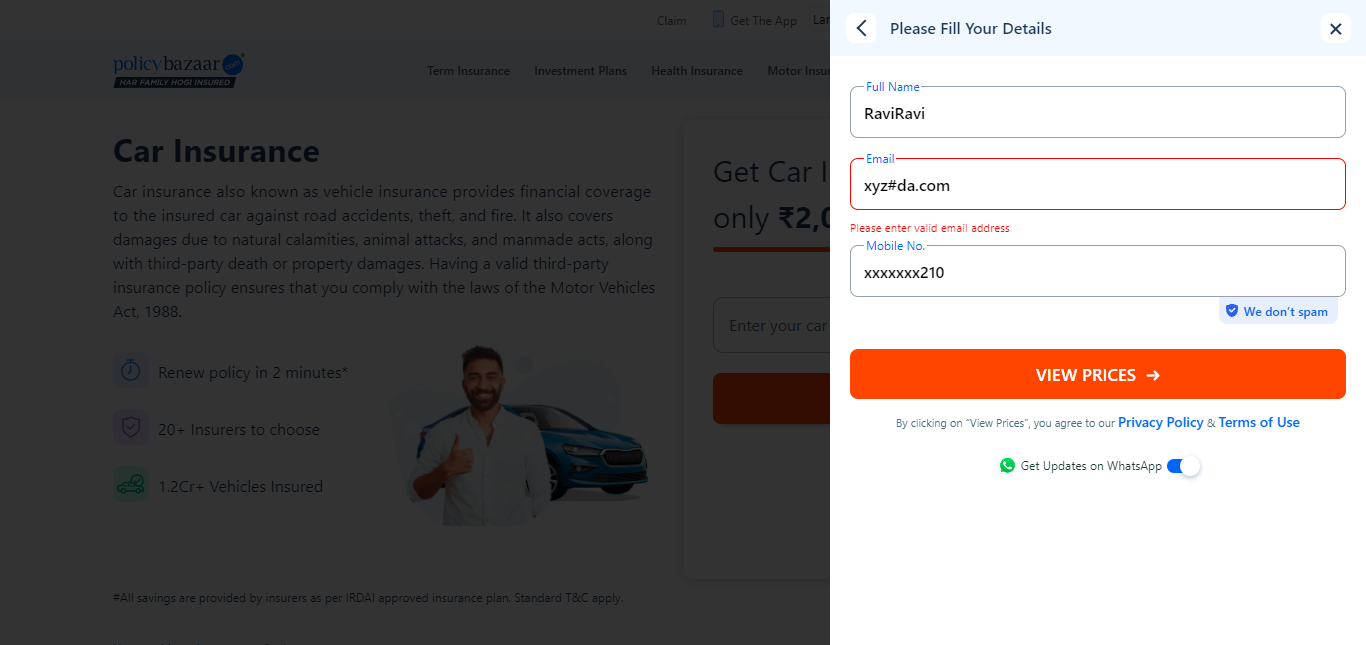 Claim
Get The App
Lan
policybazaar.com
HAR FAMILY HOGI INSURED
Term Insurance
Investment Plans
Health Insurance
Motor Insu
Car Insurance
Car insurance also known as vehicle insurance provides financial coverage
to the insured car against road accidents, theft, and fire. It also covers
damages due to natural calamities, animal attacks, and manmade acts, along
with third-party death or property damages. Having a valid third-party
insurance policy ensures that you comply with the laws of the Motor Vehicles
Act, 1988.
Renew policy in 2 minutes*
20+ Insurers to choose
1.2Cr+ Vehicles Insured
#All savings are provided by insurers as per IRDAI approved insurance plan. Standard T&C apply.
Get Car I
only ₹2,0
Enter your car
Please Fill Your Details
Full Name
RaviRavi
Email
xyz#da.com
Please enter valid email address
Mobile No.
xxxxxxx210
We don't spam
VIEW PRICES →
By clicking on “View Prices”, you agree to our Privacy Policy & Terms of Use
Get Updates on WhatsApp